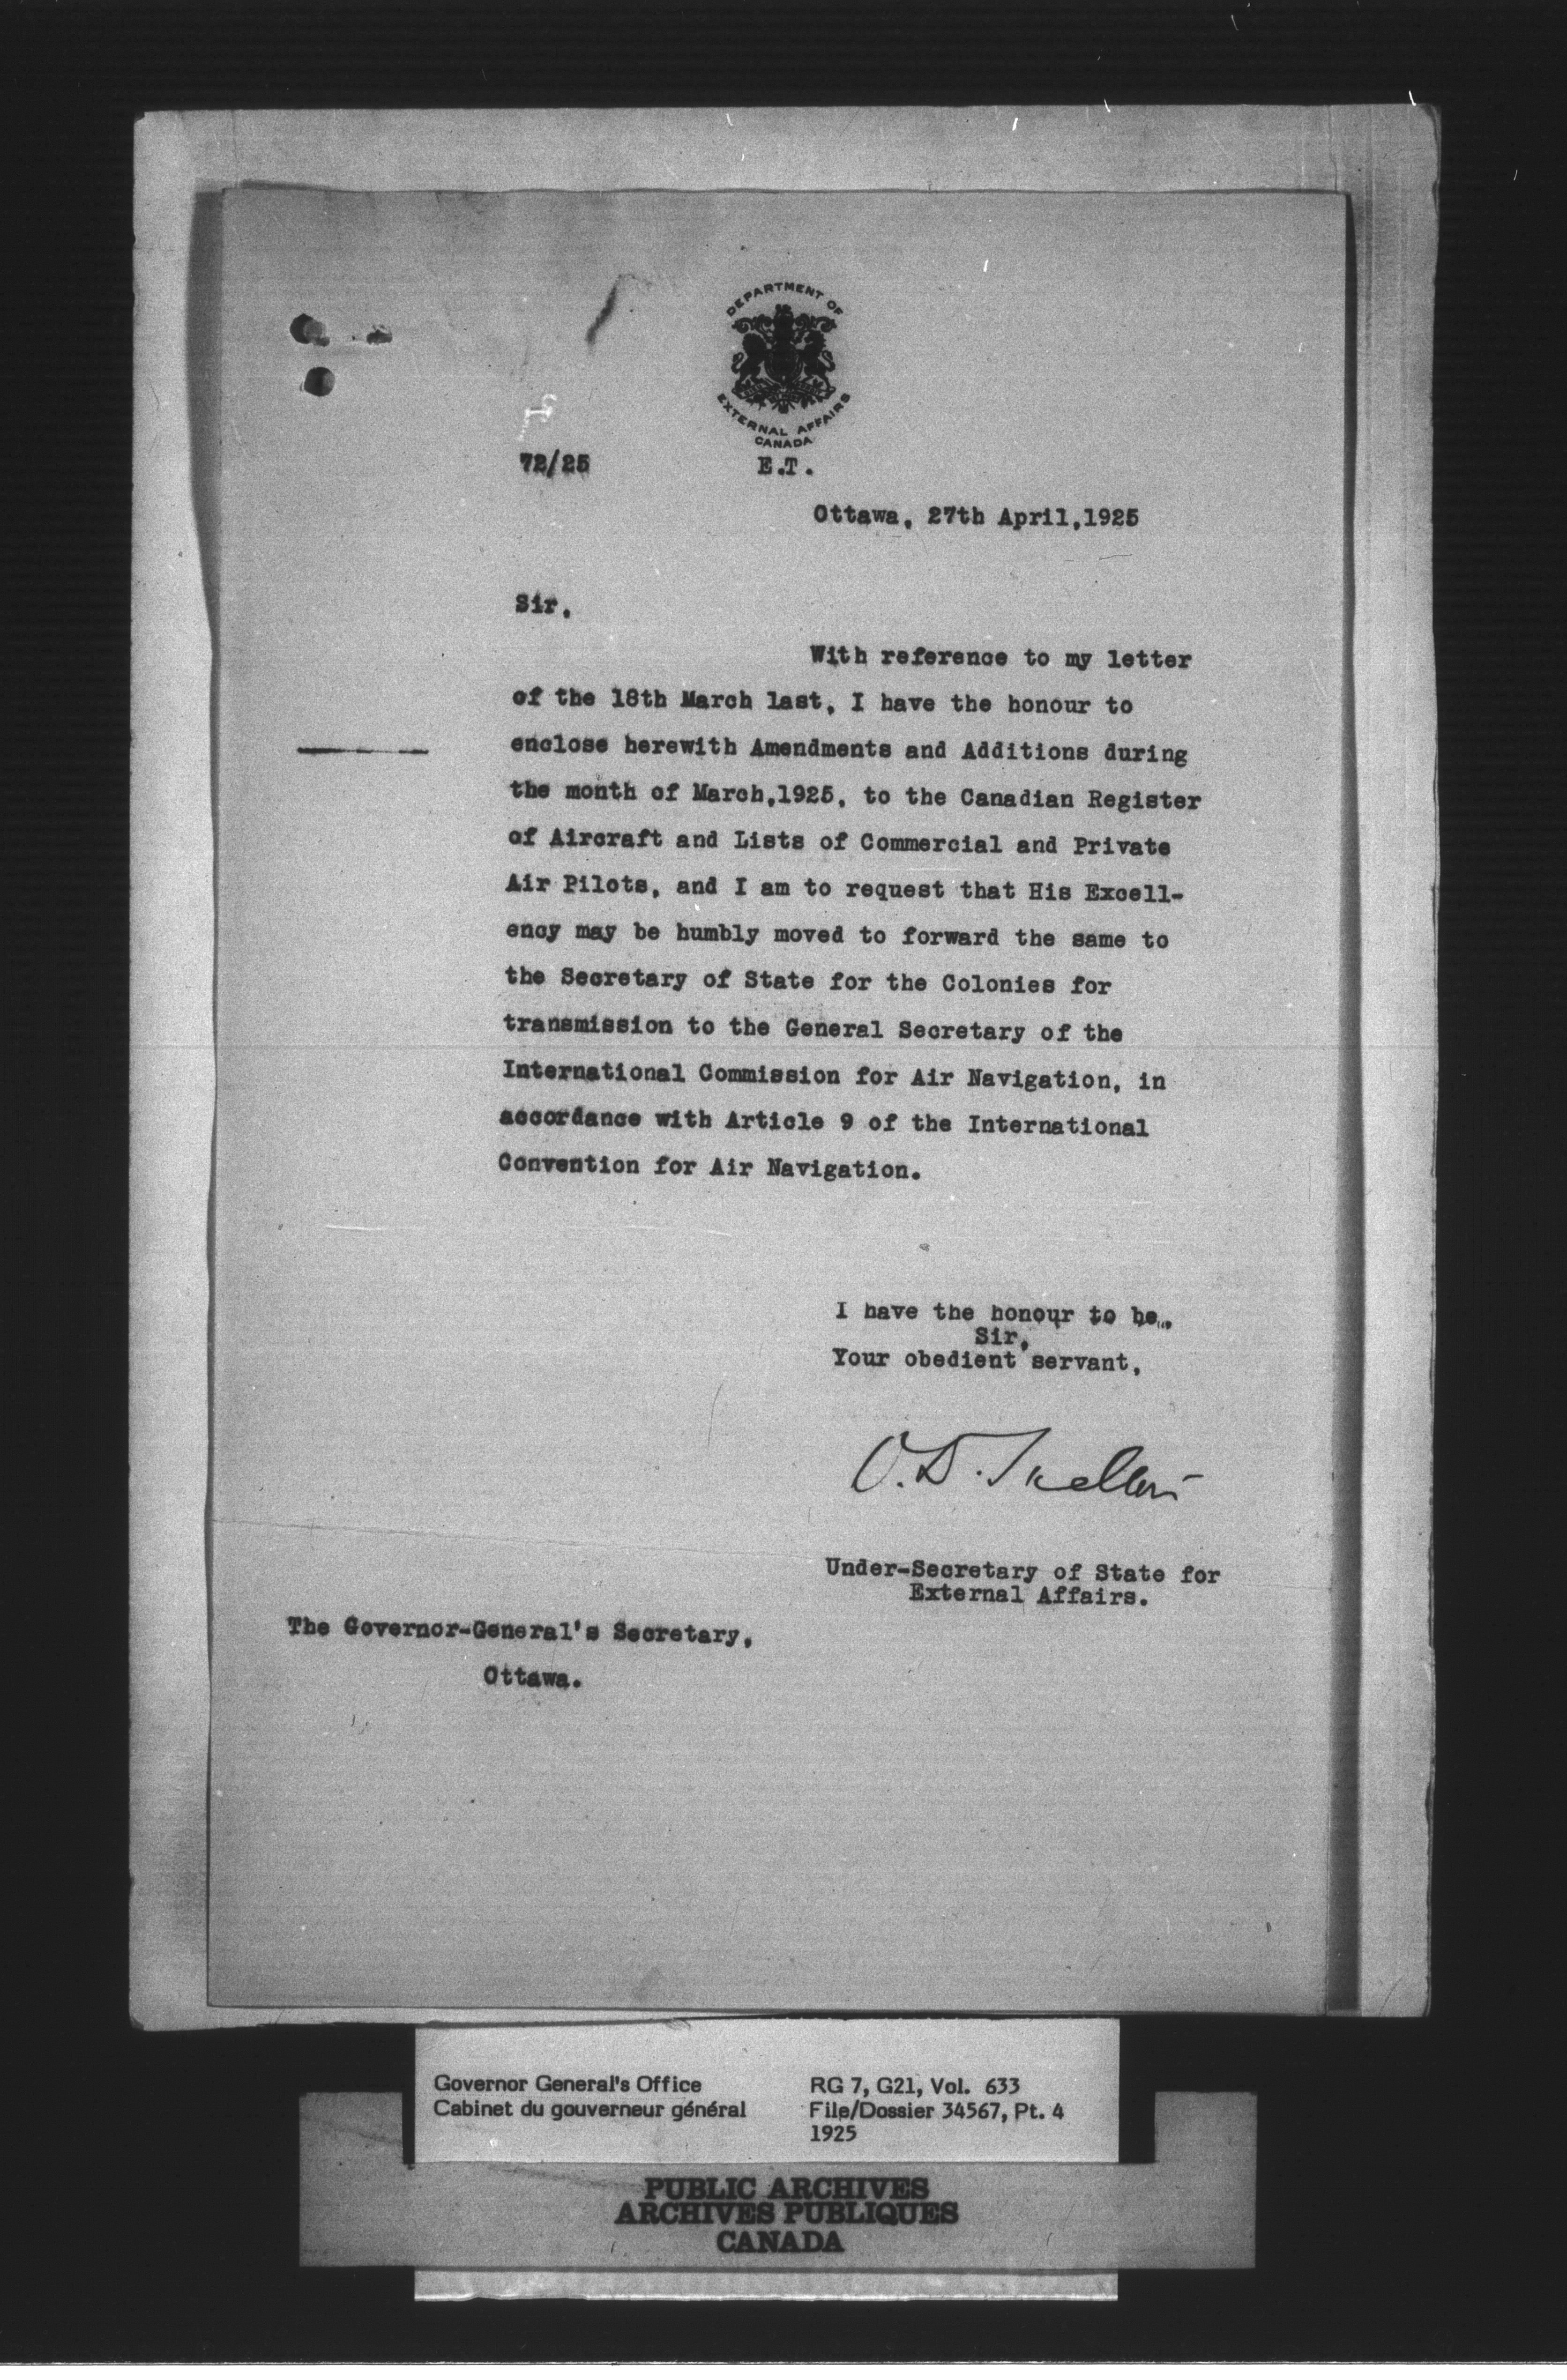 DEPARTMENT OF
EXTERNAL AFFAIRS
CANADA
72/25
E.T.
Ottawa, 27th April,1925
Sir,
With reference to my letter
of the 18th March last, I have the honour to
enclose herewith Amendments and Additions during
the month of March,1925, to the Canadian Register
of Aircraft and Lists of Commercial and Private
Air Pilots, and I am to request that His Excell-
ency may be humbly moved to forward the same to
the Secretary of State for the Colonies for
transmission to the General Secretary of the
International Commission for Air Navigation, in
accordance with Article 9 of the International
Convention for Air Navigation.
I have the honour to be,
Sir,
Your obedient servant,
O.D. Skelton
Under-Secretary of State for
External Affairs.
The Governor-General's Secretary,
Ottawa.
Governor General's Office
Cabinet du gouverneur général
RG 7, G21, Vol. 633
File/Dossier 34567, Pt. 4
1925
PUBLIC ARCHIVES
ARCHIVES PUBLIQUES
CANADA